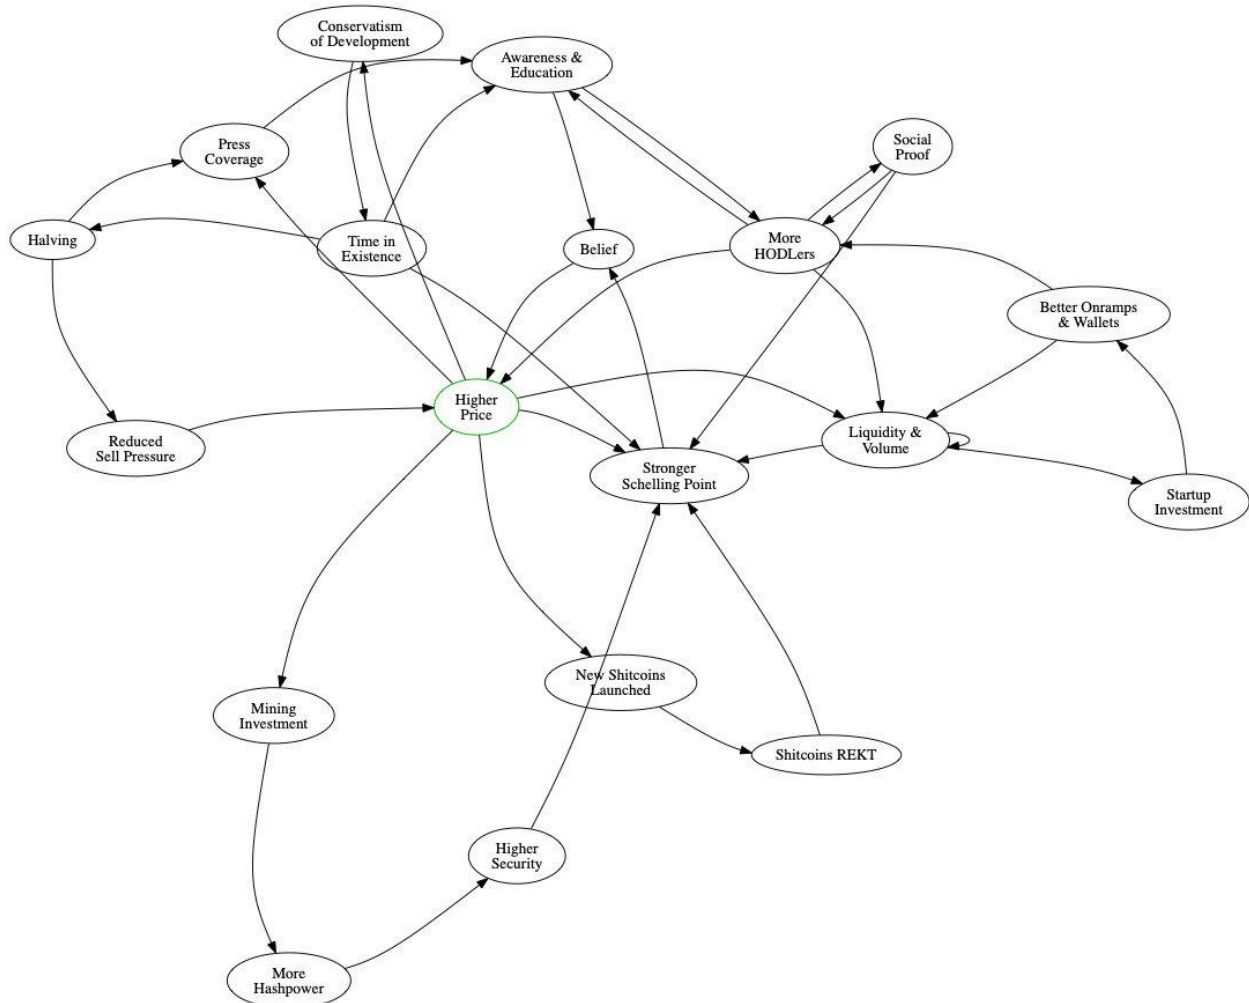 Conservatism
of Development
Awareness &
Education
Press
Coverage
Social
Proof
Halving
Time in
Existence
Belief
More
HODLers
Better Onramps
& Wallets
Higher
Price
Reduced
Sell Pressure
Liquidity &
Volume
Stronger
Schelling Point
Startup
Investment
New Shitcoins
Launched
Mining
Investment
Shitcoins REKT
Higher
Security
More
Hashpower